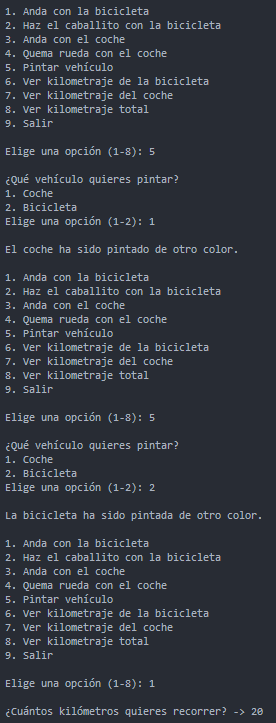 1. Anda con la bicicleta
2. Haz el caballito con la bicicleta
3. Anda con el coche
4. Quema rueda con el coche
5. Pintar vehículo
6. Ver kilometraje de la bicicleta
7. Ver kilometraje del coche
8. Ver kilometraje total
9. Salir
Elige una opción (1-8): 5
¿Qué vehículo quieres pintar?
1. Coche
2. Bicicleta
Elige una opción (1-2): 1
El coche ha sido pintado de otro color.
1. Anda con la bicicleta
2. Haz el caballito con la bicicleta
3. Anda con el coche
4. Quema rueda con el coche
5. Pintar vehículo
6. Ver kilometraje de la bicicleta
7. Ver kilometraje del coche
8. Ver kilometraje total
9. Salir
Elige una opción (1-8): 5
¿Qué vehículo quieres pintar?
1. Coche
2. Bicicleta
Elige una opción (1-2): 2
La bicicleta ha sido pintada de otro color.
1. Anda con la bicicleta
2. Haz el caballito con la bicicleta
3. Anda con el coche
4. Quema rueda con el coche
5. Pintar vehículo
6. Ver kilometraje de la bicicleta
7. Ver kilometraje del coche
8. Ver kilometraje total
9. Salir
Elige una opción (1-8): 1
¿Cuántos kilómetros quieres recorrer? -> 20